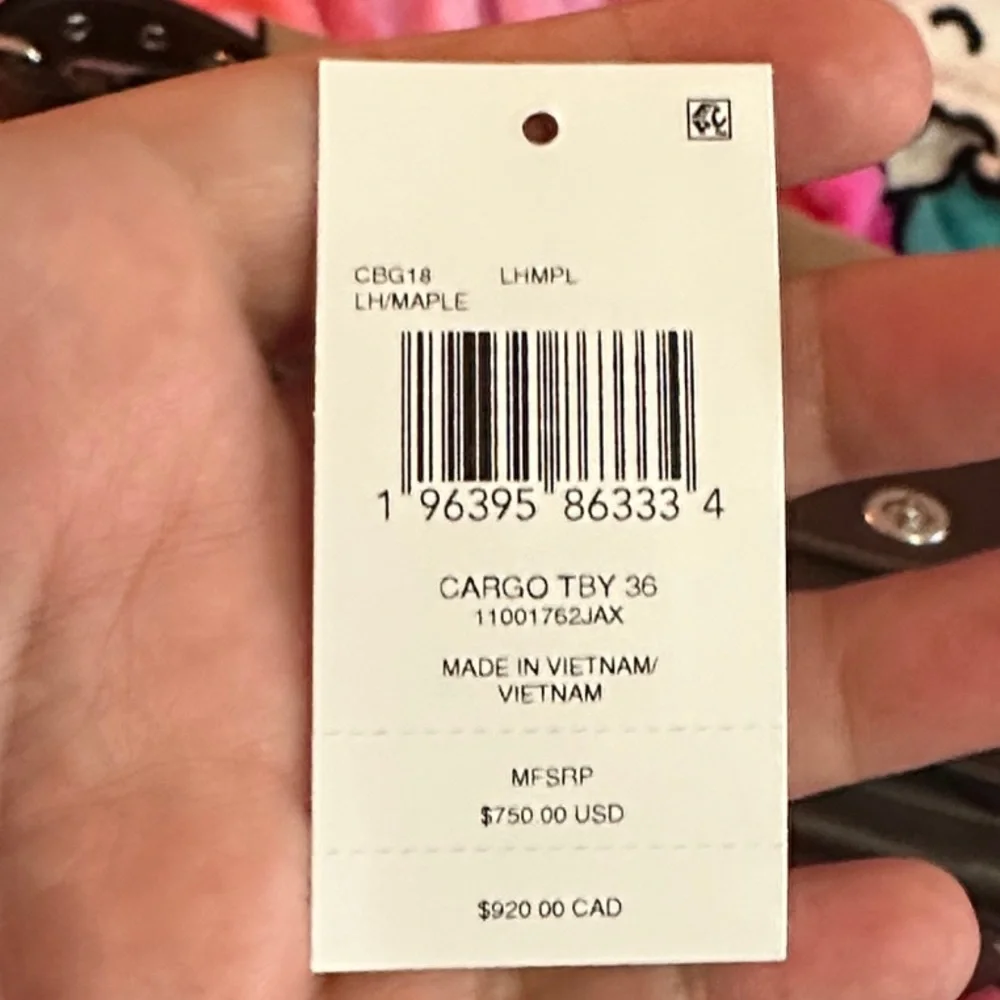 CBG18 LHMPL
LH/MAPLE
1 96395 86333 4
CARGO TBY 36
11001762JAX
MADE IN VIETNAM/
VIETNAM
MFSRP
$750.00 USD
$920.00 CAD